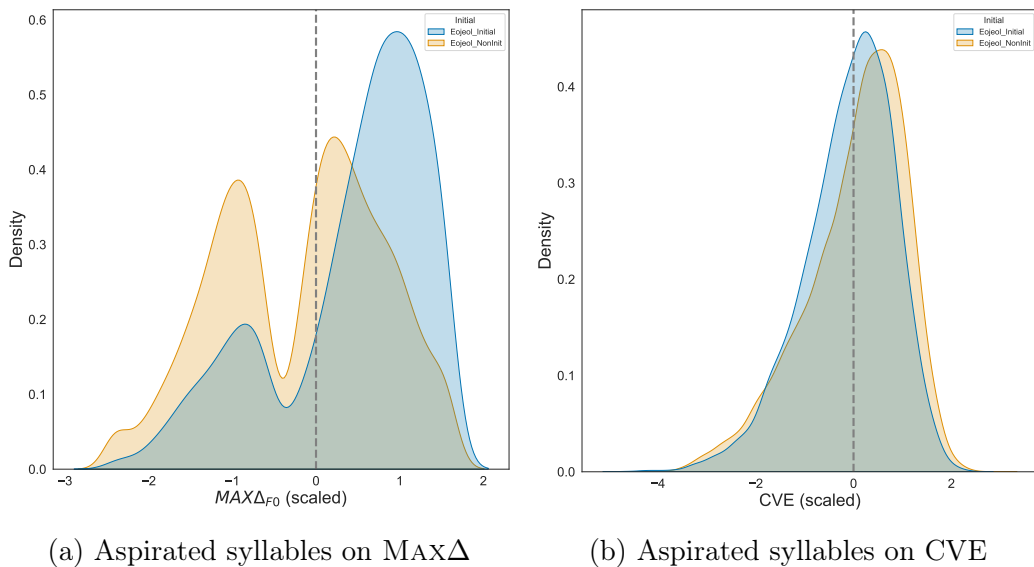 0.6
0.5
0.4
0.3
0.2
0.1
0.0
Density
−3 −2 −1 0 1 2
MAXΔF0 (scaled)
Initial
Eojeol_Initial
Eojeol_NonInit
(a) Aspirated syllables on MAXΔ
0.4
0.3
0.2
0.1
0.0
Density
−4 −2 0 2
CVE (scaled)
Initial
Eojeol_Initial
Eojeol_NonInit
(b) Aspirated syllables on CVE